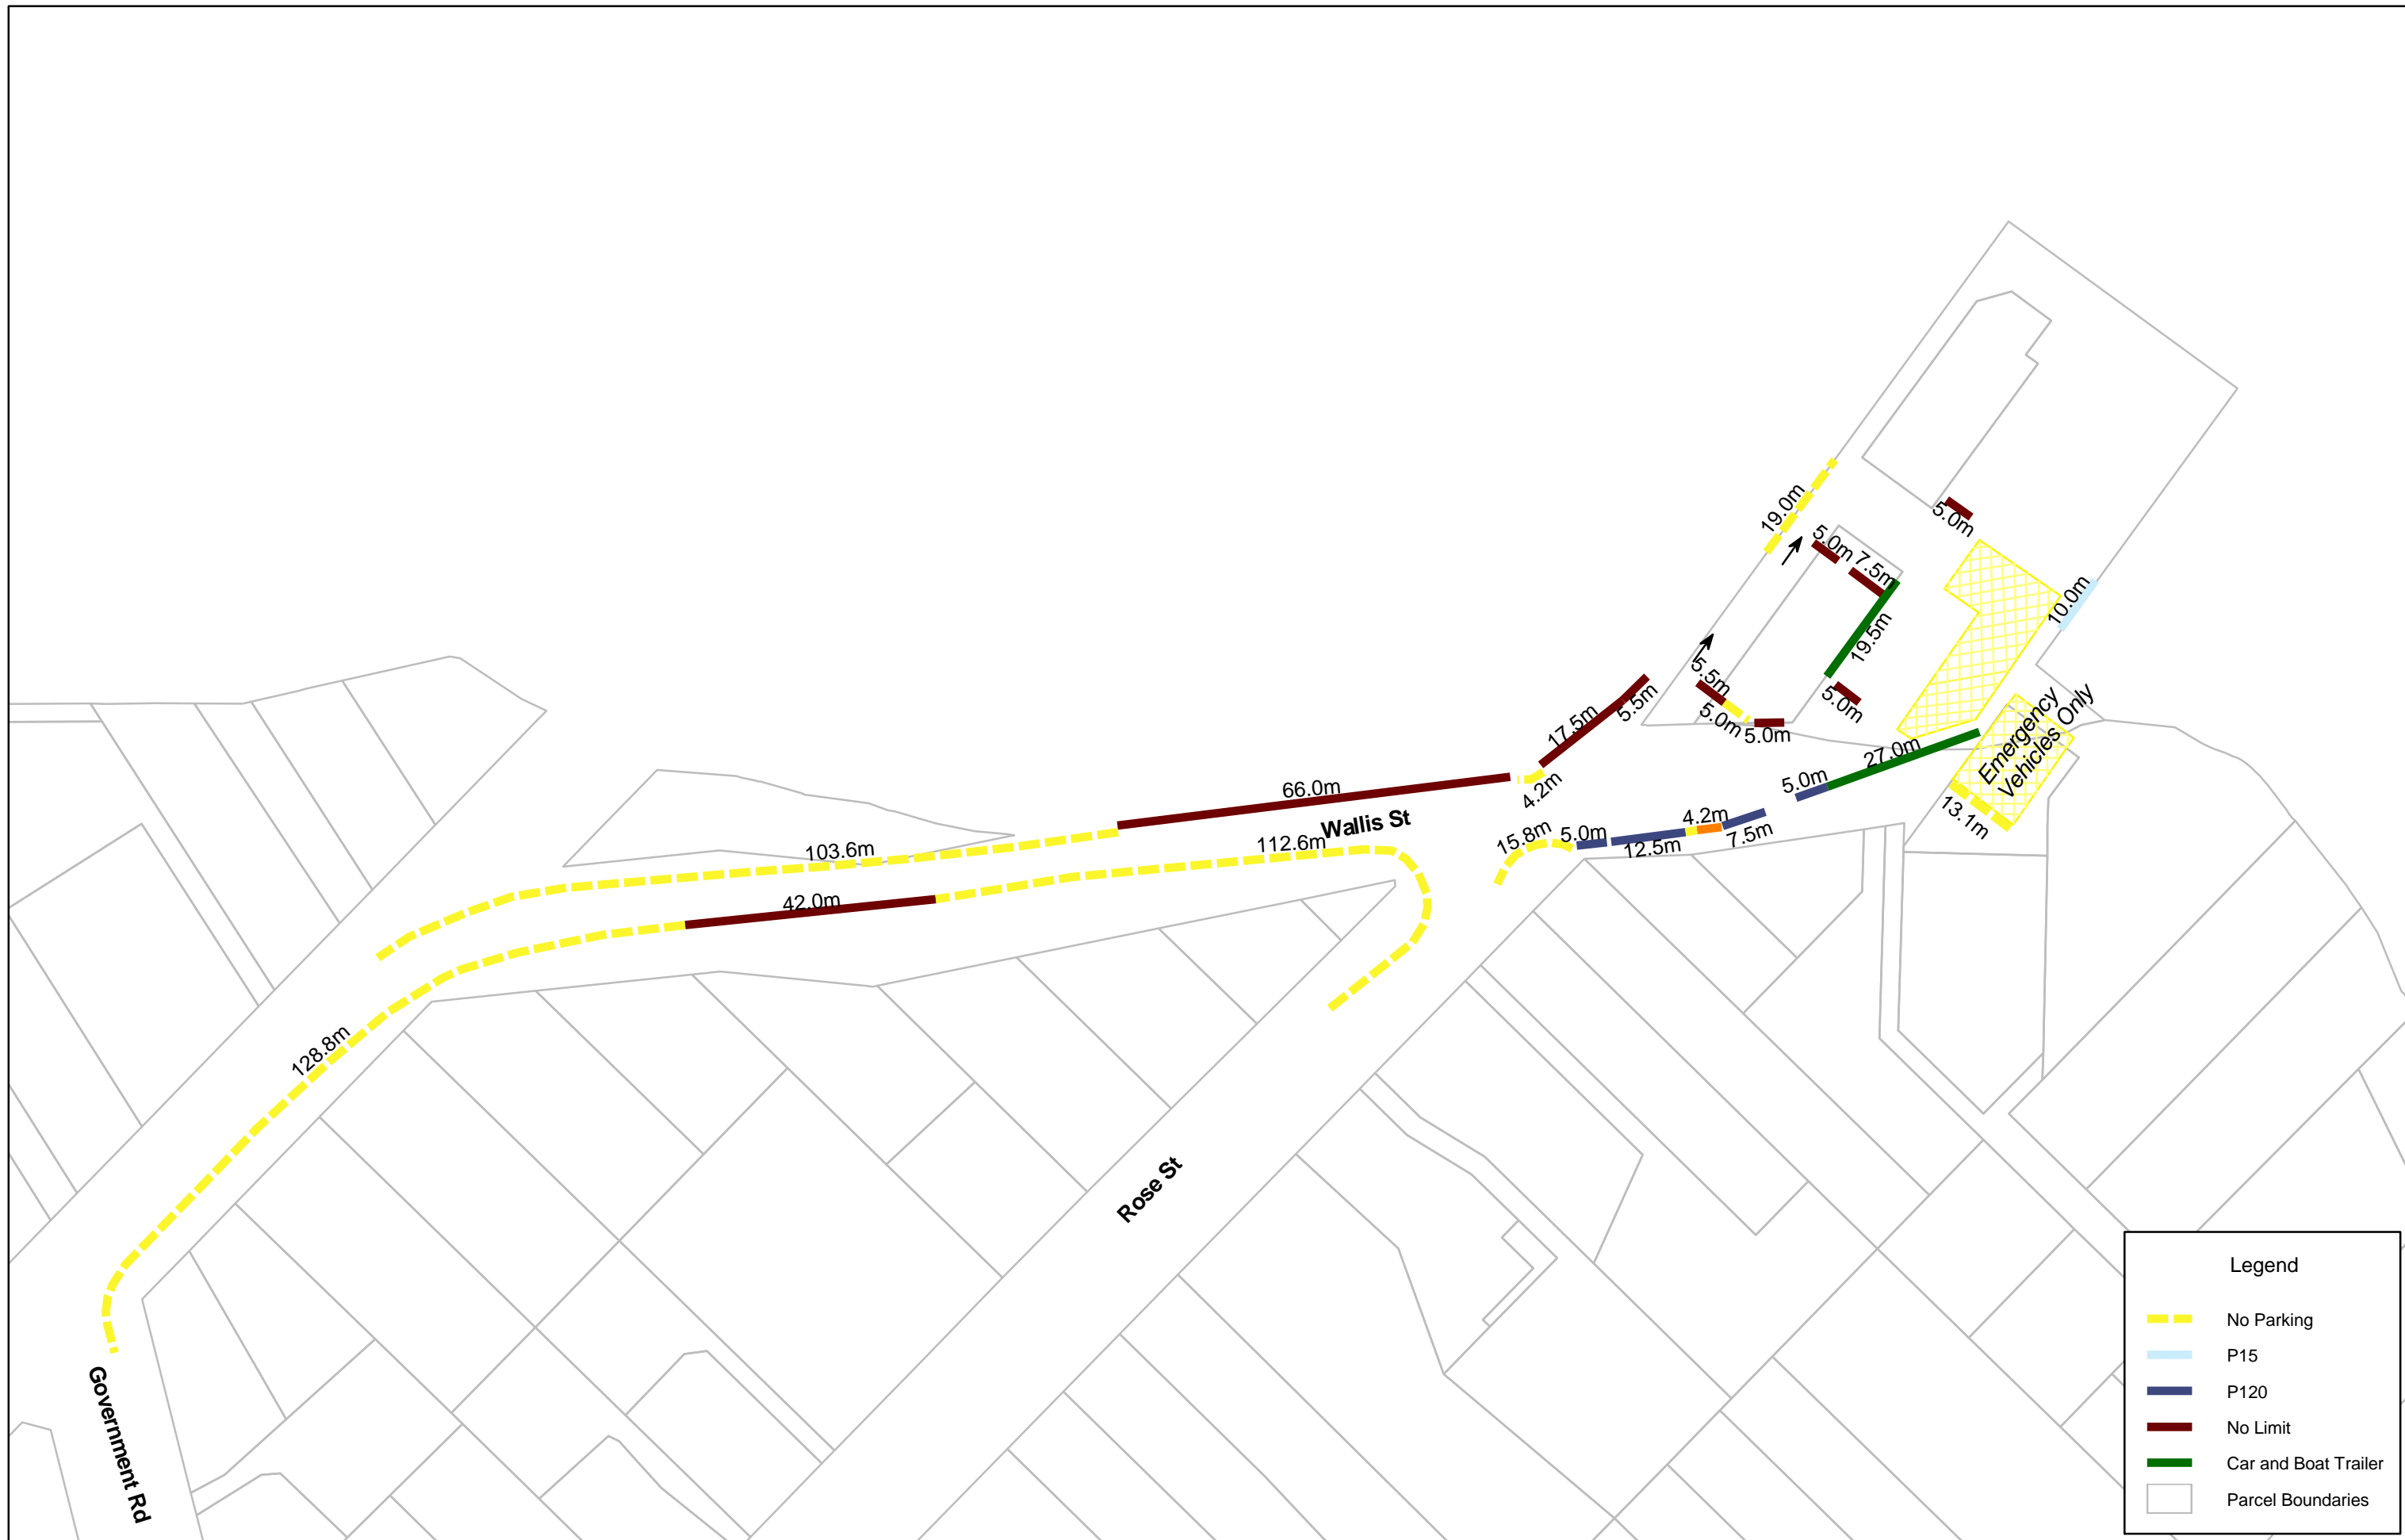 19.0m
5.0m
5.0m
7.5m
10.0m
19.5m
5.5m
5.0m
5.0m
5.0m
17.5m
5.5m
Emergency
Vehicles Only
27.0m
5.0m
13.1m
66.0m
4.2m
Wallis St
4.2m
15.8m
5.0m
12.5m
7.5m
103.6m
112.6m
42.0m
128.8m
Rose St
Government Rd
Legend
No Parking
P15
P120
No Limit
Car and Boat Trailer
Parcel Boundaries